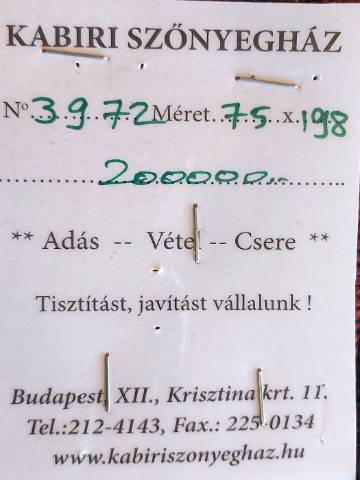 KABIRI SZŐNYEGHÁZ
Nº 3972 Méret 75 x 198
200000.-
** Adás -- Vétel -- Csere **
Tisztítást, javítást vállalunk !
Budapest, XII., Krisztina krt. 11.
Tel.:212-4143, Fax.: 225-0134
www.kabiriszonyeghaz.hu